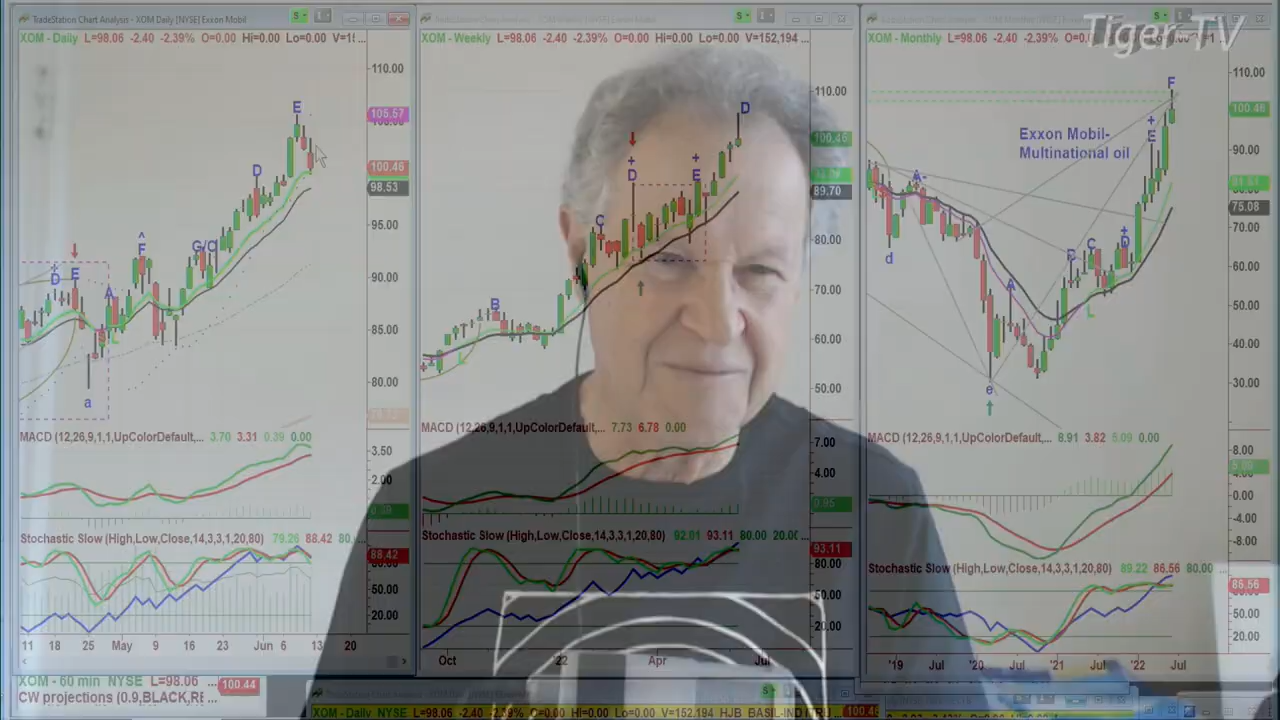 TradeStation Chart Analysis - XOM Daily [NYSE] Exxon Mobil
Tiger-TV
XOM - Daily L=98.06 -2.40 -2.39% O=0.00 Hi=0.00 Lo=0.00
110.00
105.57
100.46
98.53
95.00
90.00
85.00
80.00
E
D
^
F
G/C
+
D
E
A
L
a
MACD (12,26,9,1,1,UpColorDefault,... 3.70 3.31 0.39 0.00
3.50
2.00
0.39
Stochastic Slow (High,Low,Close,14,3,3,1,20,80) 79.26 88.42 80....
88.42
80.00
50.00
20.00
11 18 25 May 9 16 23 Jun 6 13 20
XOM - Weekly L=98.06 -2.40 -2.39% O=0.00 Hi=0.00 Lo=0.00 V=152,194 ...
110.00
100.46
89.70
80.00
70.00
60.00
50.00
D
+
D
+
E
C
B
L
MACD (12,26,9,1,1,UpColorDefault,... 7.73 6.78 0.00
7.00
4.00
0.95
Stochastic Slow (High,Low,Close,14,3,3,1,20,80) 92.01 93.11 80.00 20.00 ...
93.11
80.00
50.00
20.00
Oct '22 Apr Jul
XOM - Monthly L=98.06 -2.40 -2.39%
Exxon Mobil-
Multinational oil
110.00
100.46
90.00
75.08
60.00
50.00
40.00
30.00
F
+
E
A-
d
B
C
+
D
A
L
e
MACD (12,26,9,1,1,UpColorDefault,... 8.91 3.82 5.09 0.00
8.00
0.00
-4.00
-8.00
Stochastic Slow (High,Low,Close,14,3,3,1,20,80) 89.22 86.56 80.00 ...
86.56
50.00
20.00
'19 Jul '20 Jul '21 Jul '22 Jul
XOM - 60 min NYSE L=98.06 ...
100.44
CW projections (0.9,BLACK,RE...
XOM - Daily NYSE L=98.06 -2.40 -2.39% O=0.00 Hi=0.00 Lo=0.00 V=152,194